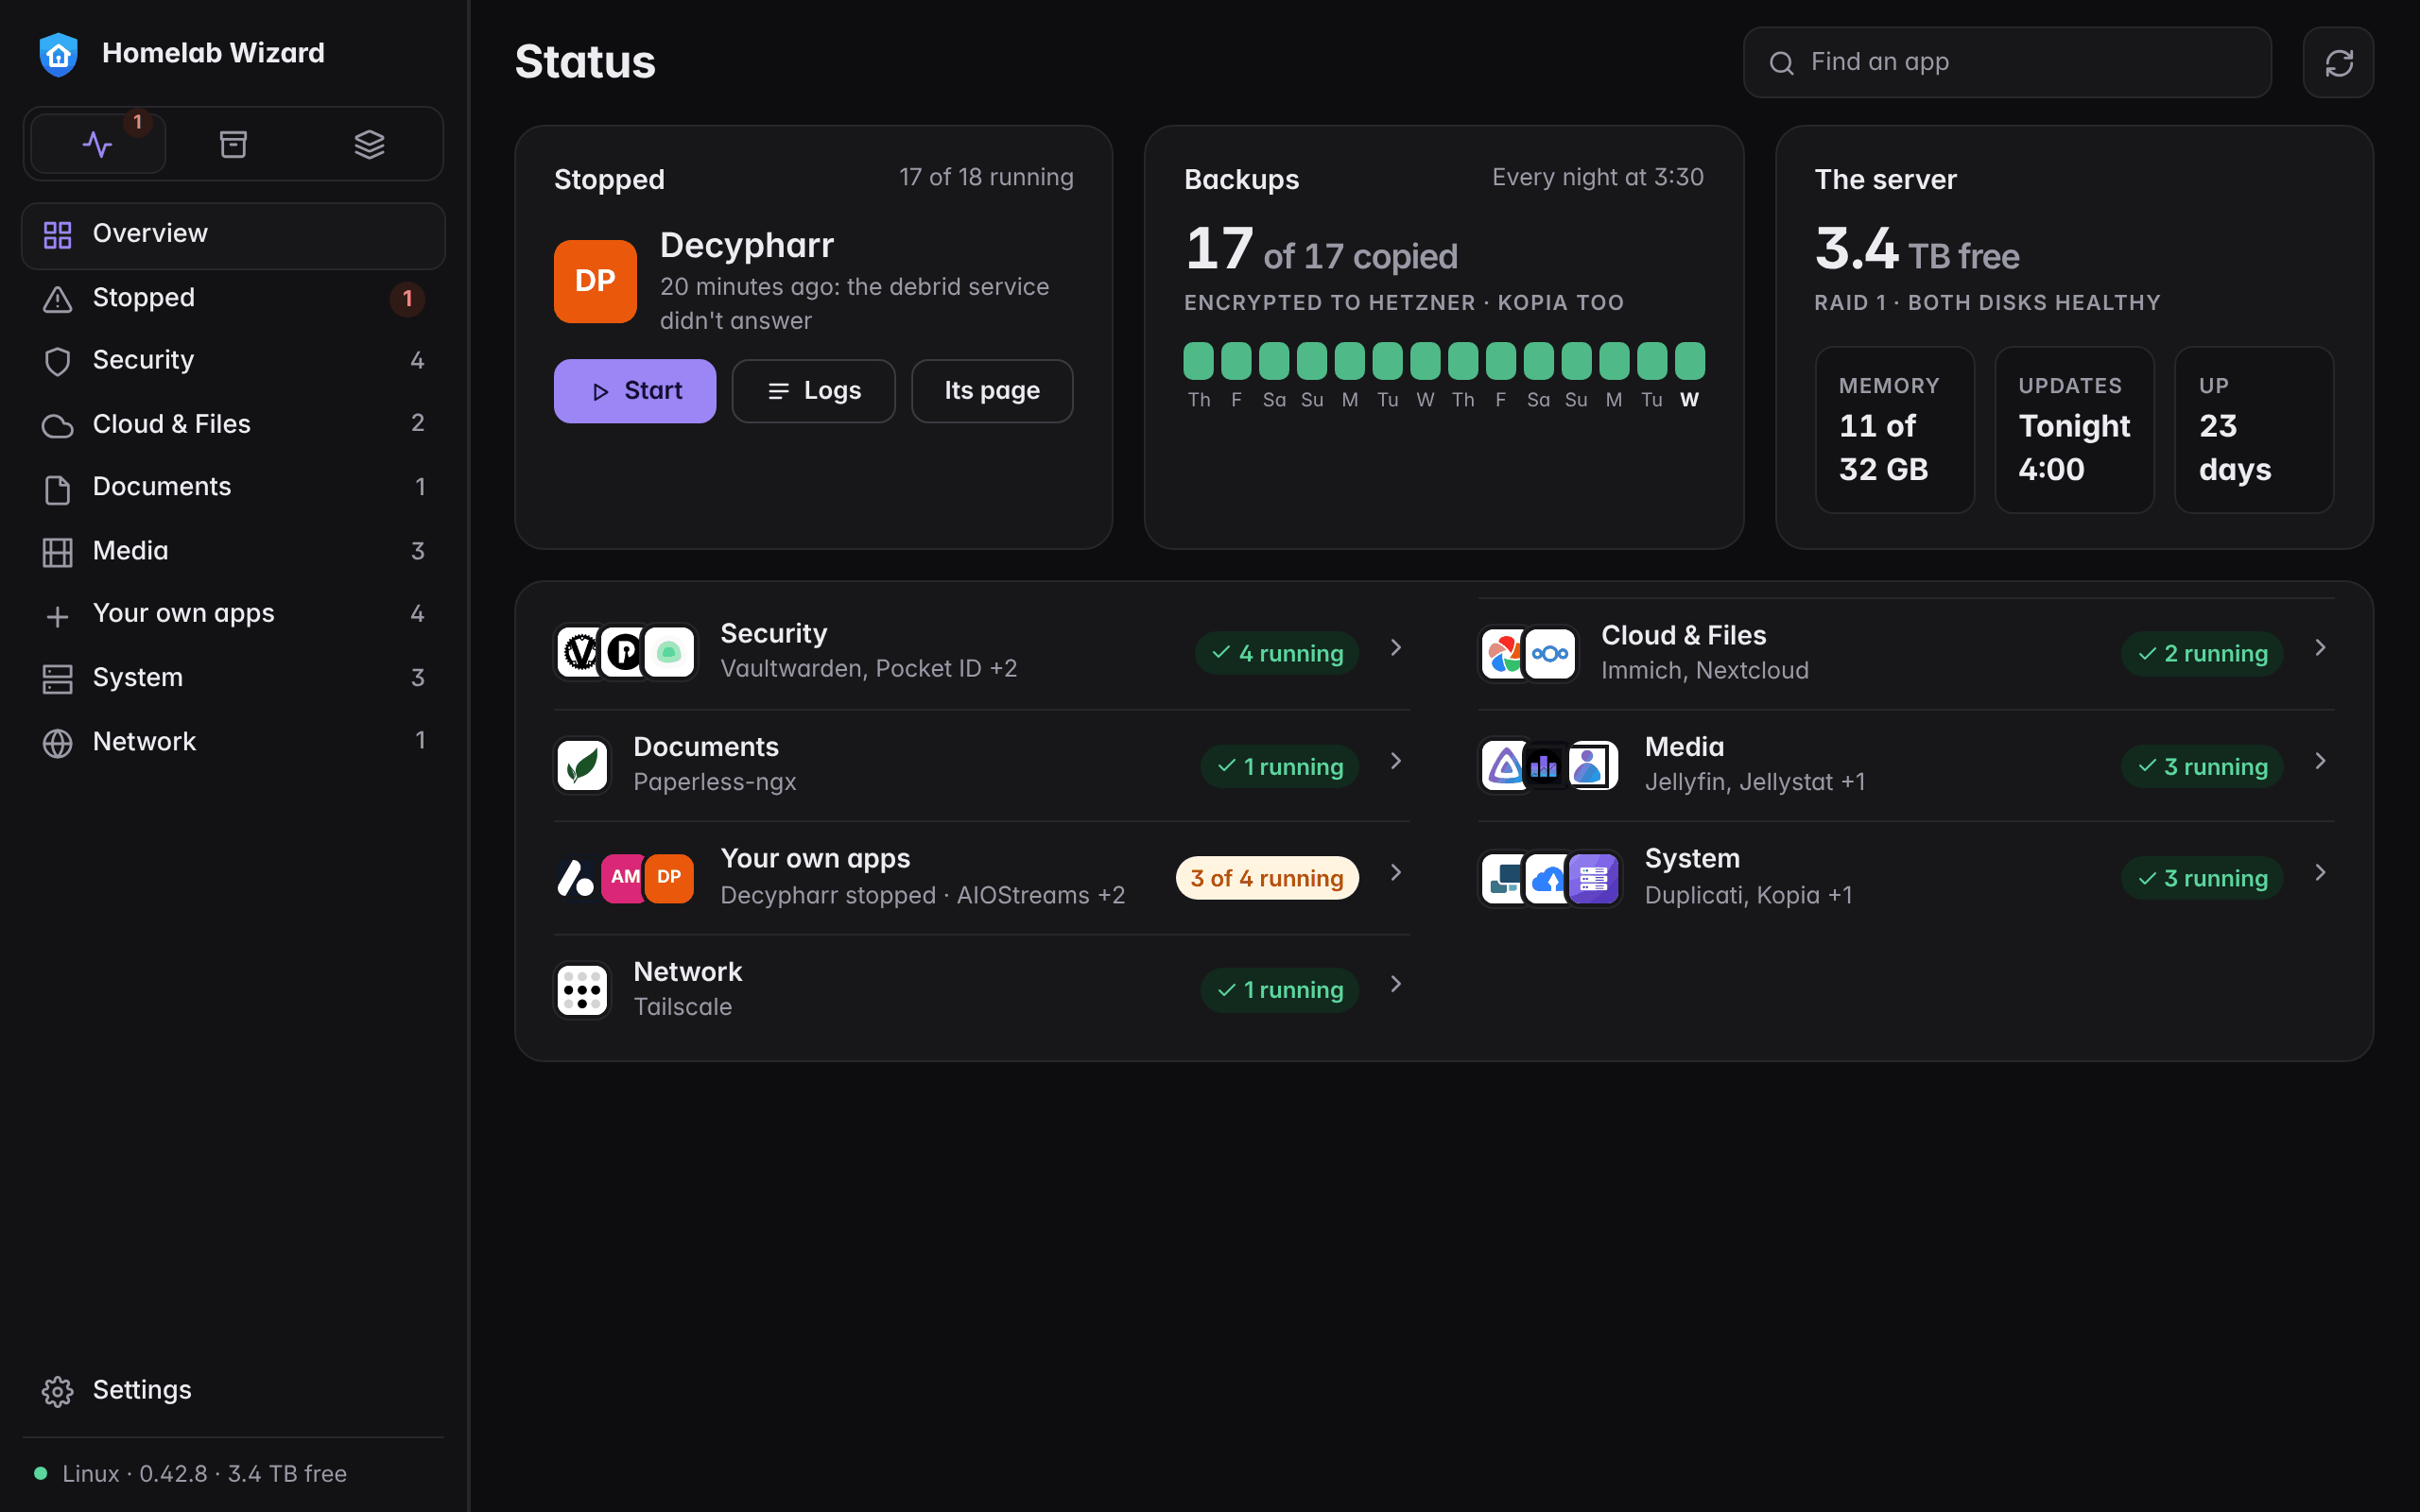 Homelab Wizard
1
Overview
Stopped 1
Security 4
Cloud & Files 2
Documents 1
Media 3
Your own apps 4
System 3
Network 1
Settings
Linux · 0.42.8 · 3.4 TB free
Status
Find an app
Stopped 17 of 18 running
DP
Decypharr
20 minutes ago: the debrid service
didn't answer
Start Logs Its page
Backups Every night at 3:30
17 of 17 copied
ENCRYPTED TO HETZNER · KOPIA TOO
Th F Sa Su M Tu W Th F Sa Su M Tu W
The server
3.4 TB free
RAID 1 · BOTH DISKS HEALTHY
MEMORY
11 of
32 GB
UPDATES
Tonight
4:00
UP
23
days
Security
Vaultwarden, Pocket ID +2
4 running
Cloud & Files
Immich, Nextcloud
2 running
Documents
Paperless-ngx
1 running
Media
Jellyfin, Jellystat +1
3 running
AM DP
Your own apps
Decypharr stopped · AIOStreams +2
3 of 4 running
System
Duplicati, Kopia +1
3 running
Network
Tailscale
1 running